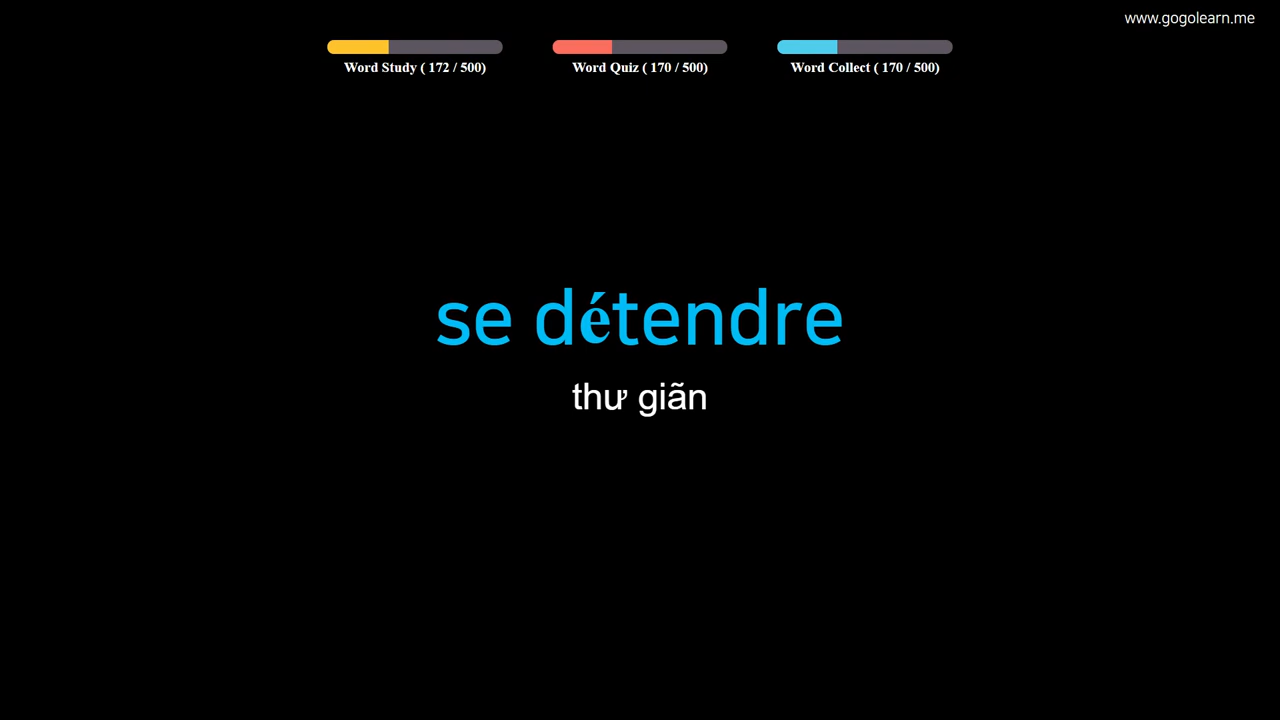 www.gogolearn.me
Word Study ( 172 / 500)
Word Quiz ( 170 / 500)
Word Collect ( 170 / 500)
se détendre
thư giãn